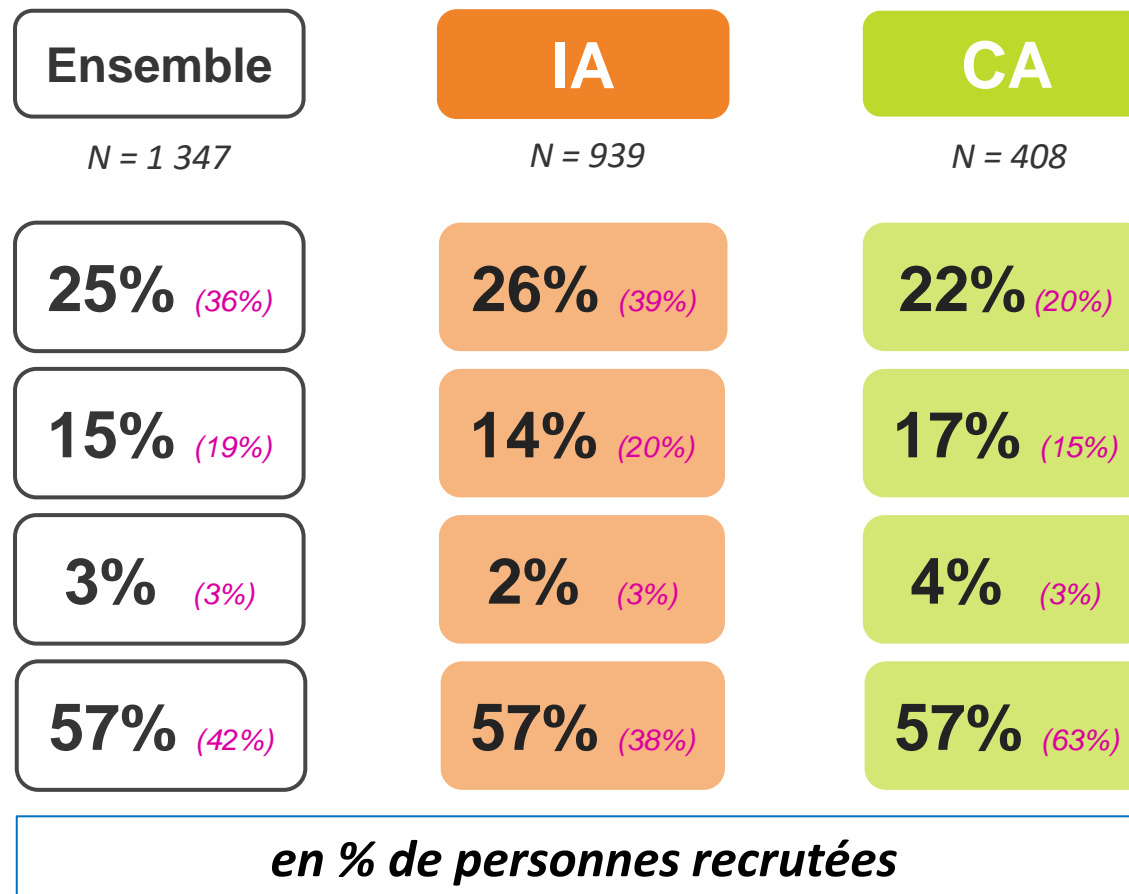 Ensemble IA CA
N = 1 347 N = 939 N = 408
25% (36%) 26% (39%) 22% (20%)
15% (19%) 14% (20%) 17% (15%)
3% (3%) 2% (3%) 4% (3%)
57% (42%) 57% (38%) 57% (63%)
en % de personnes recrutées